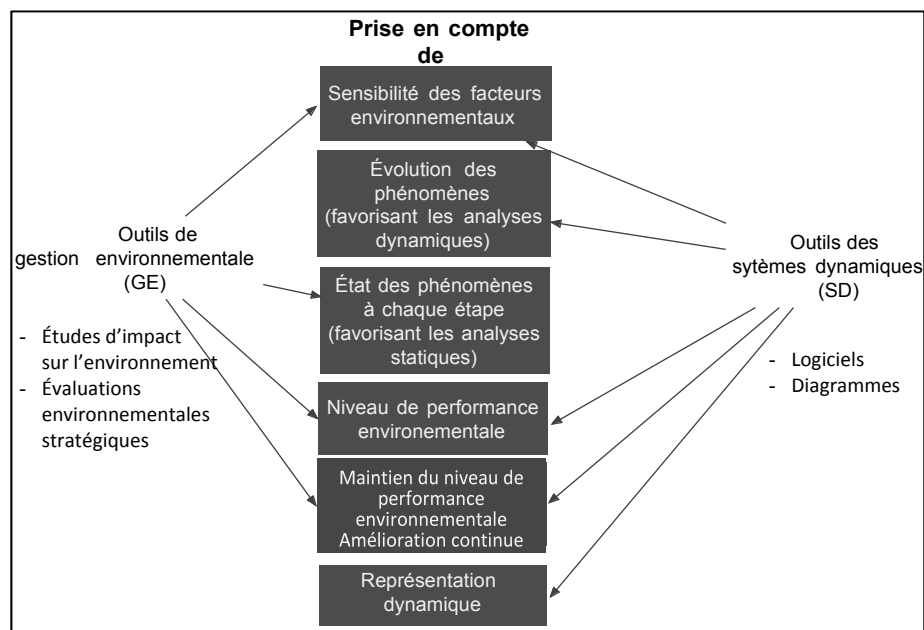 Prise en compte
de
Sensibilité des facteurs
environnementaux
Évolution des
phénomènes
(favorisant les analyses
dynamiques)
État des phénomènes
à chaque étape
(favorisant les analyses
statiques)
Niveau de performance
environementale
Maintien du niveau de
performance
environnementale
Amélioration continue
Représentation
dynamique
Outils de
gestion environnementale
(GE)
- Études d’impact
sur l’environnement
- Évaluations
environnementales
stratégiques
Outils des
sytèmes dynamiques
(SD)
- Logiciels
- Diagrammes